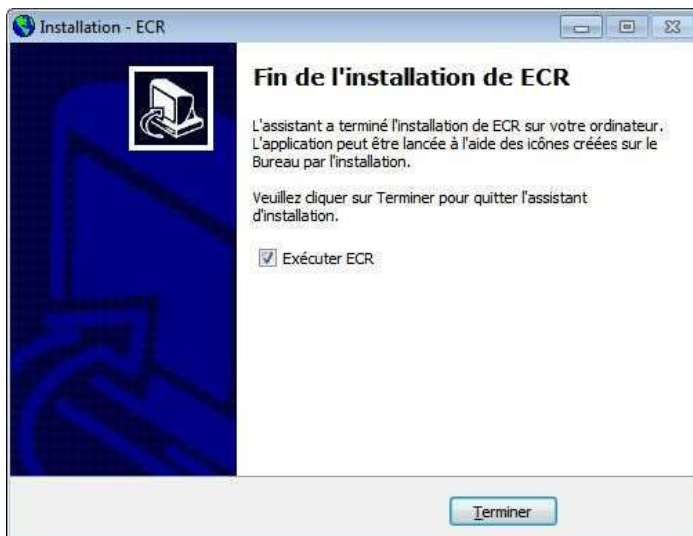 Installation - ECR
Fin de l'installation de ECR
L'assistant a terminé l'installation de ECR sur votre ordinateur.
L'application peut être lancée à l'aide des icônes créées sur le
Bureau par l'installation.
Veuillez cliquer sur Terminer pour quitter l'assistant
d'installation.
Exécuter ECR
Terminer